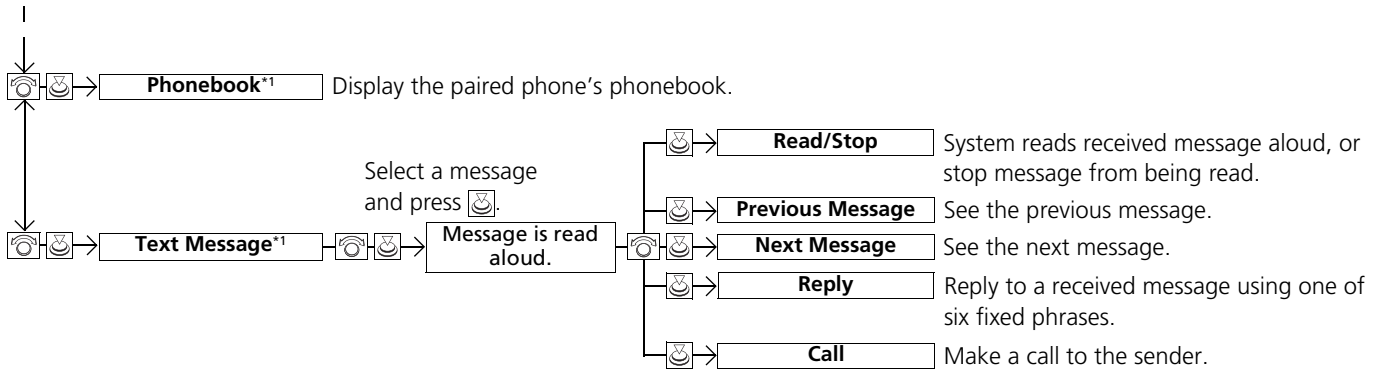 Phonebook*1
Display the paired phone's phonebook.
Select a message
and press .
Text Message*1
Message is read
aloud.
Read/Stop
System reads received message aloud, or
stop message from being read.
Previous Message
See the previous message.
Next Message
See the next message.
Reply
Reply to a received message using one of
six fixed phrases.
Call
Make a call to the sender.